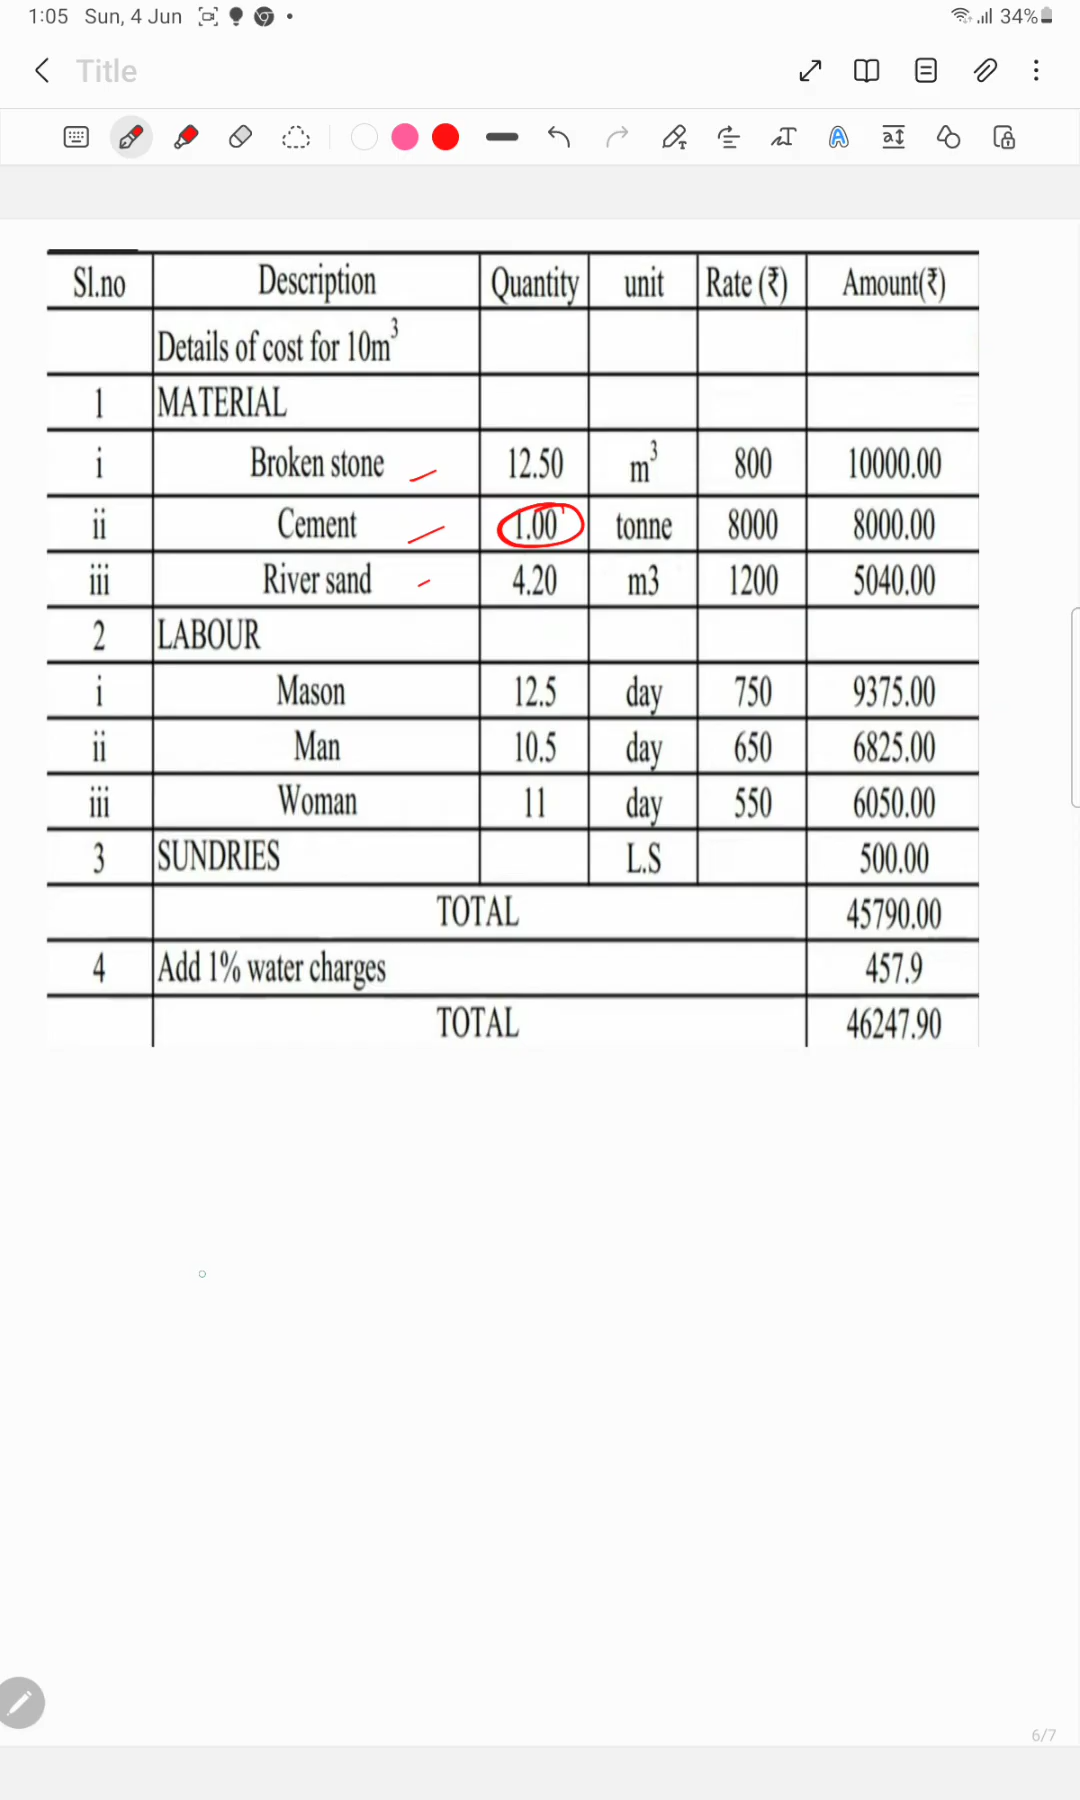 1:05 Sun, 4 Jun 34%
Title
Sl.no Description Quantity unit Rate (₹) Amount(₹)
Details of cost for 10m³
1 MATERIAL
i Broken stone 12.50 m³ 800 10000.00
ii Cement 1.00 tonne 8000 8000.00
iii River sand 4.20 m3 1200 5040.00
2 LABOUR
i Mason 12.5 day 750 9375.00
ii Man 10.5 day 650 6825.00
iii Woman 11 day 550 6050.00
3 SUNDRIES L.S 500.00
TOTAL 45790.00
4 Add 1% water charges 457.9
TOTAL 46247.90
6/7